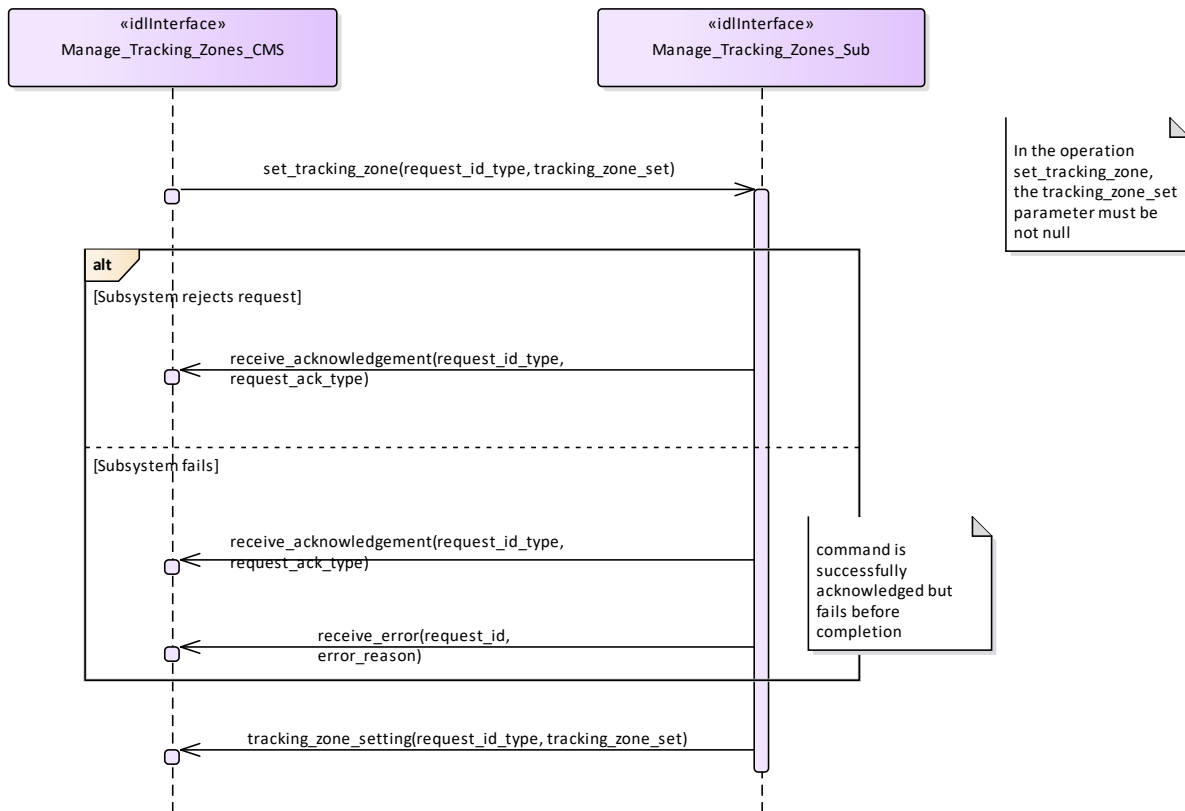 «idlInterface»
Manage_Tracking_Zones_CMS
«idlInterface»
Manage_Tracking_Zones_Sub
In the operation
set_tracking_zone,
the tracking_zone_set
parameter must be
not null
set_tracking_zone(request_id_type, tracking_zone_set)
alt
[Subsystem rejects request]
receive_acknowledgement(request_id_type,
request_ack_type)
[Subsystem fails]
receive_acknowledgement(request_id_type,
request_ack_type)
command is
successfully
acknowledged but
fails before
completion
receive_error(request_id,
error_reason)
tracking_zone_setting(request_id_type, tracking_zone_set)